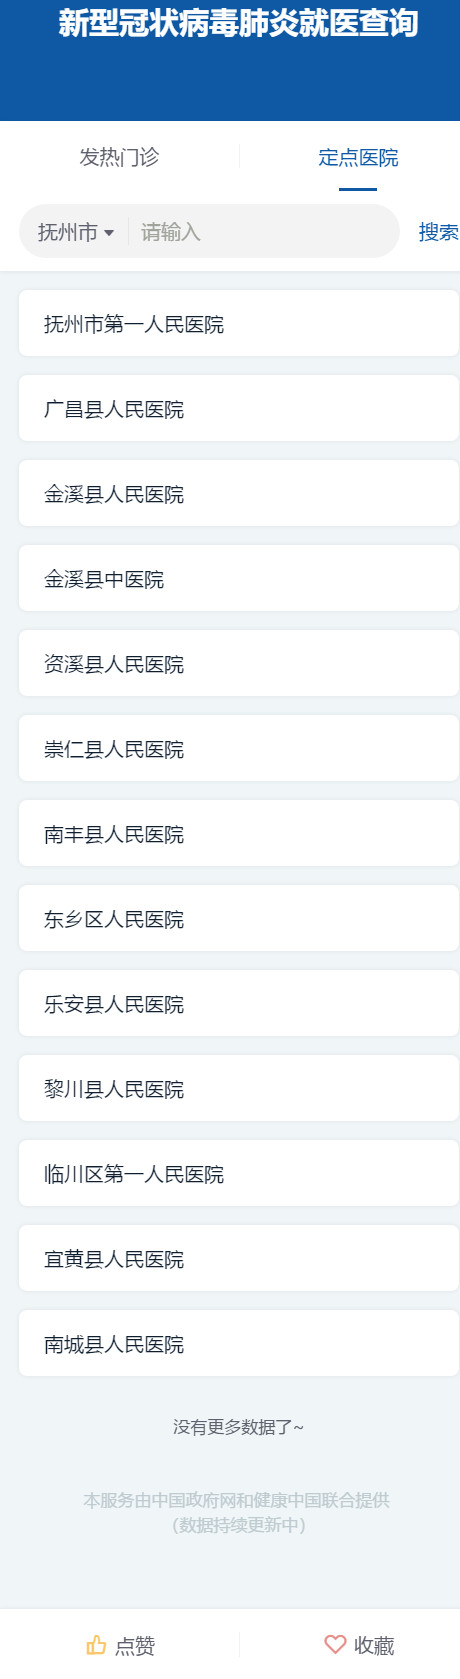 新型冠状病毒肺炎就医查询
发热门诊 定点医院
抚州市 请输入 搜索
抚州市第一人民医院
广昌县人民医院
金溪县人民医院
金溪县中医院
资溪县人民医院
崇仁县人民医院
南丰县人民医院
东乡区人民医院
乐安县人民医院
黎川县人民医院
临川区第一人民医院
宜黄县人民医院
南城县人民医院
没有更多数据了~
本服务由中国政府网和健康中国联合提供
（数据持续更新中）
点赞 收藏